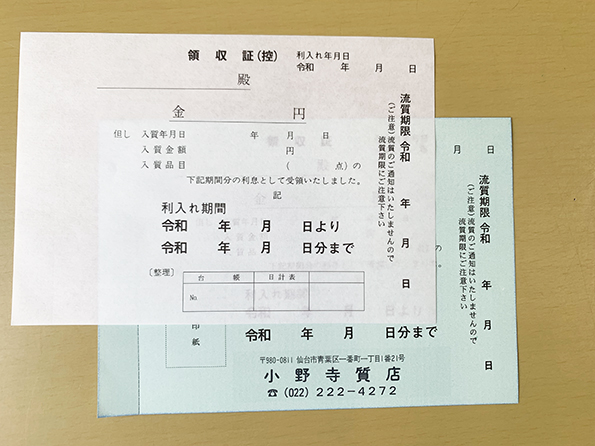 領収証(控)
利入れ年月日
令和 年 月 日
殿
金 円
但し 入質年月日 年 月 日
入質金額 円
入質品目 ( 点)の
下記期間分の利息として受領いたしました。
記
利入れ期間
令和 年 月 日より
令和 年 月 日分まで
〔整理〕
台帳 日計表
No.
流質期限 令和 年 月 日
(ご注意)流質のご通知はいたしませんので
流質期限にご注意下さい
月 日
の
印紙
令和 年 月 日分まで
流質期限 令和 年 月 日
(ご注意)流質のご通知はいたしませんので
流質期限にご注意下さい
〒980-0811 仙台市青葉区一番町一丁目1番21号
小野寺質店
☎(022)222-4272